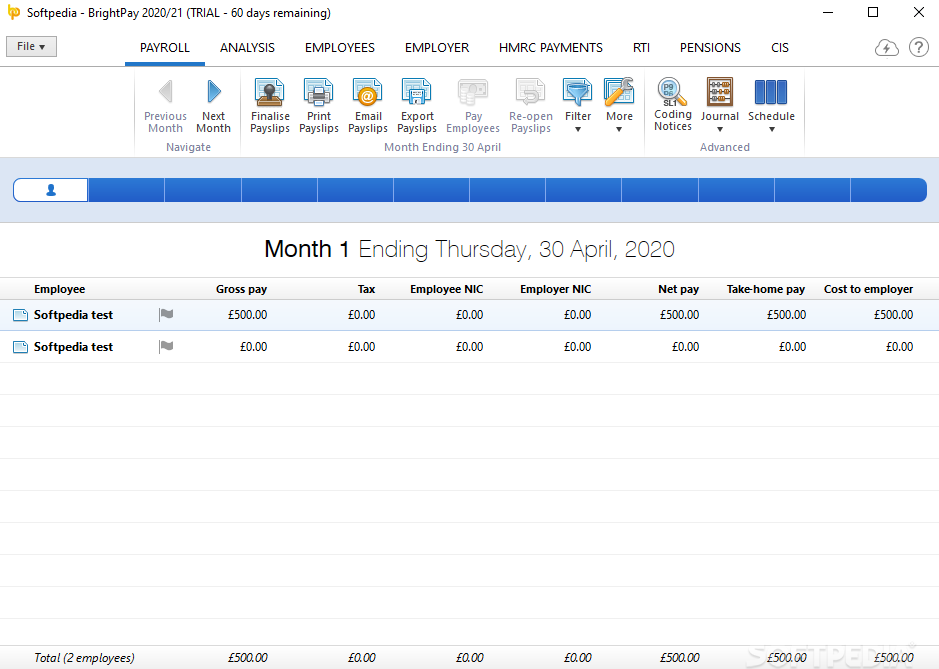 Softpedia - BrightPay 2020/21 (TRIAL - 60 days remaining)
File
PAYROLL ANALYSIS EMPLOYEES EMPLOYER HMRC PAYMENTS RTI PENSIONS CIS ?
Previous Month Next Month Finalise Payslips Print Payslips Email Payslips Export Payslips Pay Employees Re-open Payslips Filter More Coding Notices Journal Schedule
Navigate Month Ending 30 April Advanced
Month 1 Ending Thursday, 30 April, 2020
Employee Gross pay Tax Employee NIC Employer NIC Net pay Take-home pay Cost to employer
Softpedia test £500.00 £0.00 £0.00 £0.00 £500.00 £500.00 £500.00
Softpedia test £0.00 £0.00 £0.00 £0.00 £0.00 £0.00 £0.00
Total (2 employees) £500.00 £0.00 £0.00 £0.00 £500.00 £500.00 £500.00
SOFTPEDIA